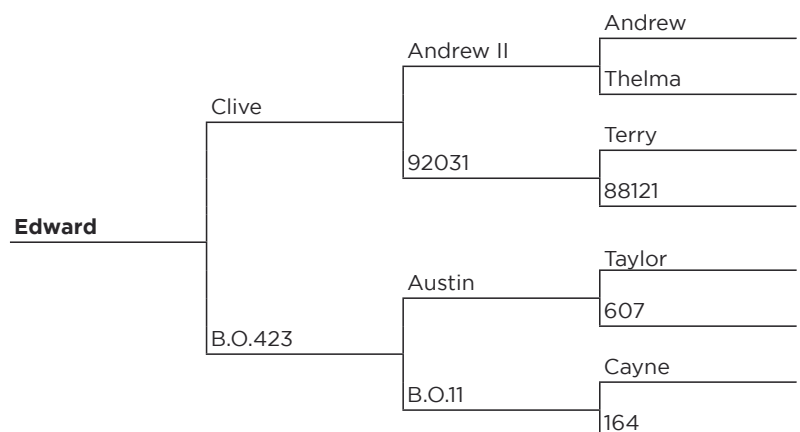 Andrew
Andrew II
Thelma
Clive
Terry
92031
88121
Edward
Taylor
Austin
607
B.O.423
Cayne
B.O.11
164